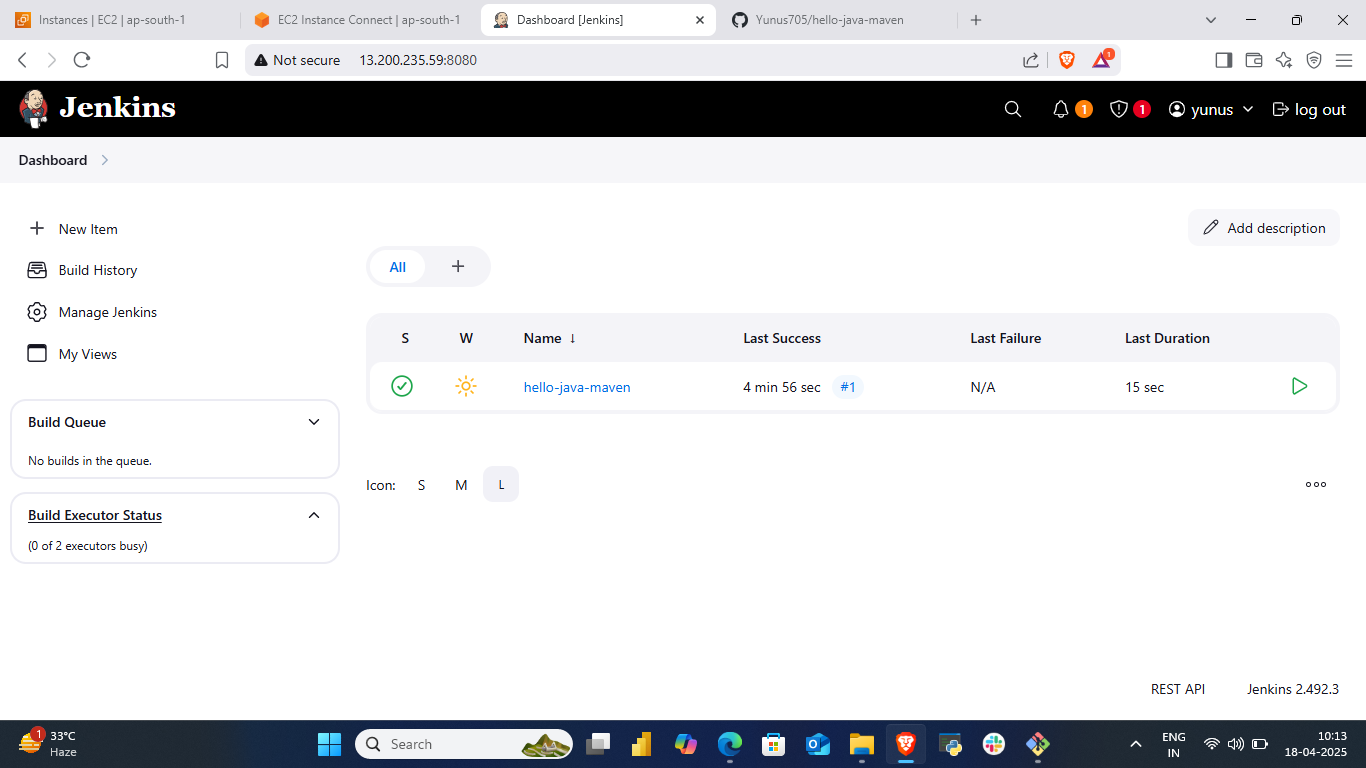 Instances | EC2 | ap-south-1
EC2 Instance Connect | ap-south-1
Dashboard [Jenkins]
Yunus705/hello-java-maven
Not secure
13.200.235.59:8080
1
Jenkins
1
1
yunus
log out
Dashboard
New Item
Build History
Manage Jenkins
My Views
Build Queue
No builds in the queue.
Build Executor Status
(0 of 2 executors busy)
Add description
All
S W Name ↓ Last Success Last Failure Last Duration
hello-java-maven 4 min 56 sec #1 N/A 15 sec
Icon: S M L
REST API Jenkins 2.492.3
1
33°C
Haze
Search
ENG
IN
10:13
18-04-2025